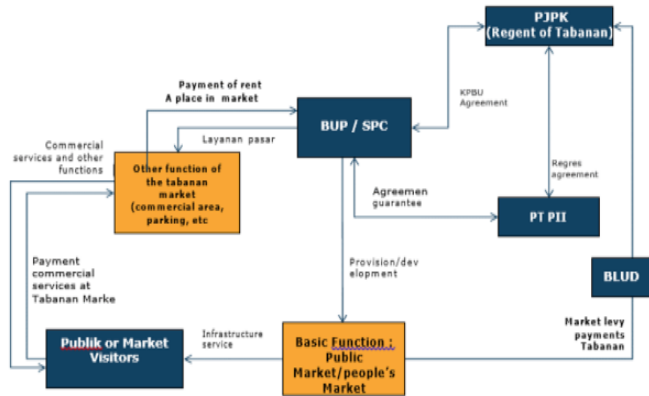 PJPK
(Regent of Tabanan)
Payment of rent
A place in market
KPBU
Agreement
BUP / SPC
Commercial
services and other
functions
Layanan pasar
Other function of
the tabanan
market
(commercial area,
parking, etc
Regres
agreement
Agreemen
guarantee
PT PII
Payment
commercial
services at
Tabanan Marke
Provision/dev
elopment
BLUD
Market levy
payments
Tabanan
Publik or Market
Visitors
Infrastructure
service
Basic Function :
Public
Market/people's
Market